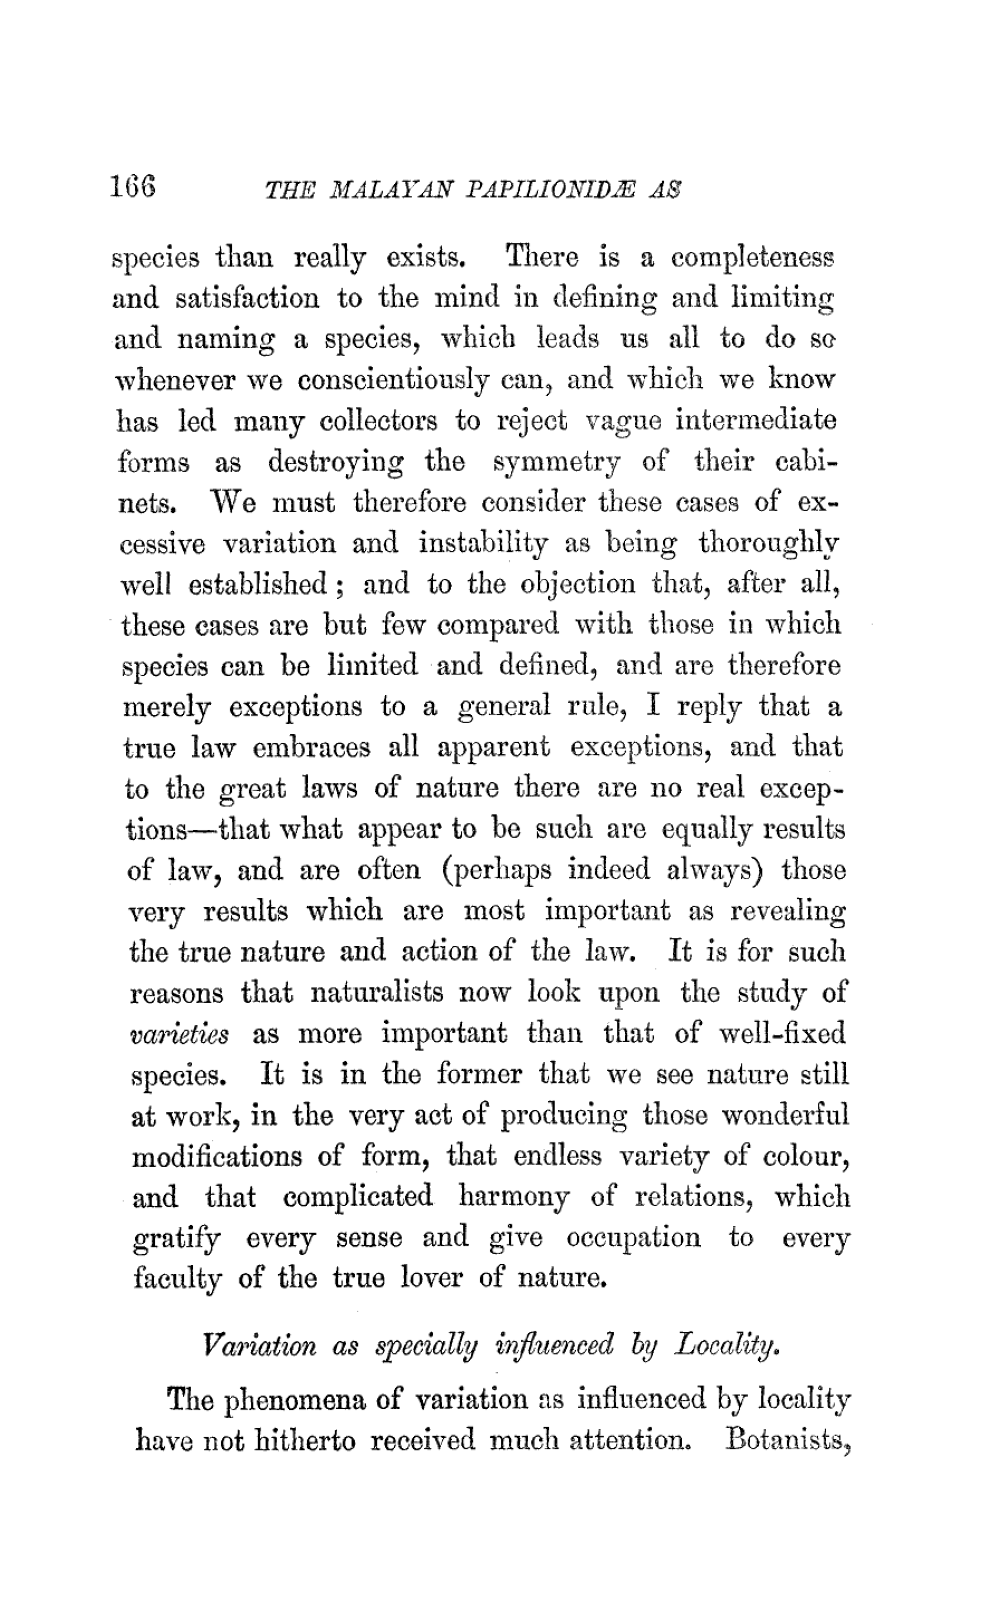 166 THE MALAYAN PAPILIONIDÆ AS
species than really exists. There is a completeness
and satisfaction to the mind in defining and limiting
and naming a species, which leads us all to do so
whenever we conscientiously can, and which we know
has led many collectors to reject vague intermediate
forms as destroying the symmetry of their cabi-
nets. We must therefore consider these cases of ex-
cessive variation and instability as being thoroughly
well established; and to the objection that, after all,
these cases are but few compared with those in which
species can be limited and defined, and are therefore
merely exceptions to a general rule, I reply that a
true law embraces all apparent exceptions, and that
to the great laws of nature there are no real excep-
tions—that what appear to be such are equally results
of law, and are often (perhaps indeed always) those
very results which are most important as revealing
the true nature and action of the law. It is for such
reasons that naturalists now look upon the study of
varieties as more important than that of well-fixed
species. It is in the former that we see nature still
at work, in the very act of producing those wonderful
modifications of form, that endless variety of colour,
and that complicated harmony of relations, which
gratify every sense and give occupation to every
faculty of the true lover of nature.
Variation as specially influenced by Locality.
The phenomena of variation as influenced by locality
have not hitherto received much attention. Botanists,